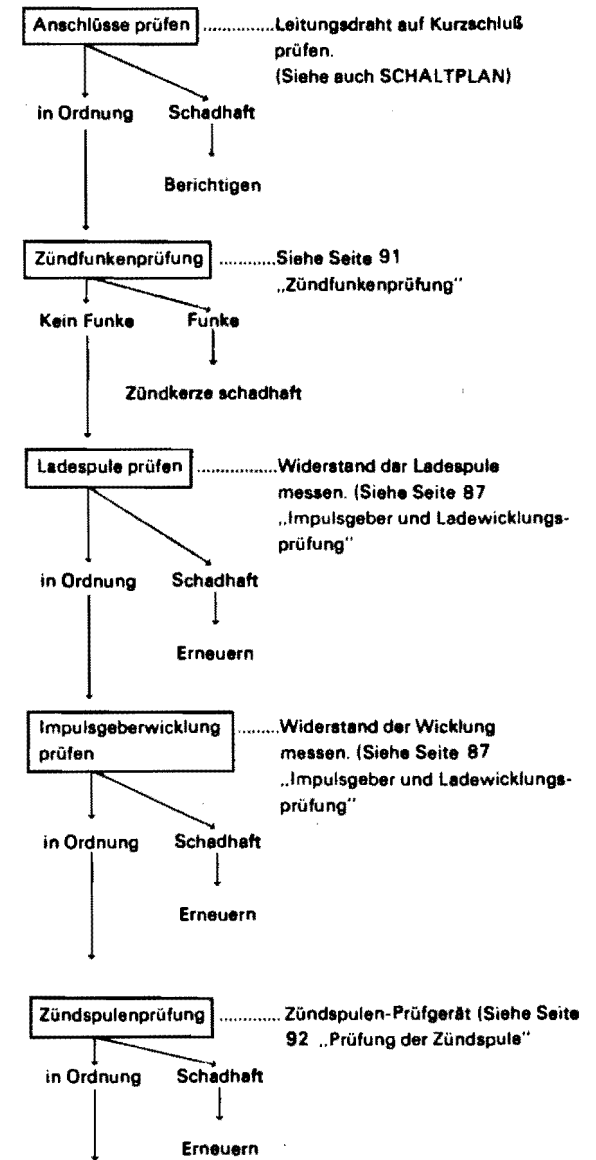 Anschlüsse prüfen ..............Leitungsdraht auf Kurzschluß
prüfen.
(Siehe auch SCHALTPLAN)
in Ordnung Schadhaft
Berichtigen
Zündfunkenprüfung ............Siehe Seite 91
„Zündfunkenprüfung"
Kein Funke Funke
Zündkerze schadhaft
Ladespule prüfen ................Widerstand dar Ladespule
messen. (Siehe Seite 87
„Impulsgeber und Ladewicklungs-
prüfung"
in Ordnung Schadhaft
Erneuern
Impulsgeberwicklung .........Widerstand der Wicklung
prüfen messen. (Siehe Seite 87
„Impulsgeber und Ladewicklungs-
prüfung"
in Ordnung Schadhaft
Erneuern
Zündspulenprüfung ............ Zündspulen-Prüfgerät (Siehe Seite
92 „Prüfung der Zündspule"
in Ordnung Schadhaft
Erneuern